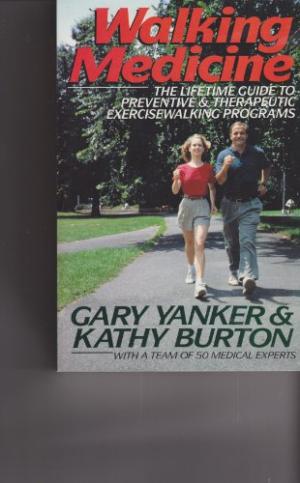 Walking
Medicine
THE LIFETIME GUIDE TO
PREVENTIVE & THERAPEUTIC
EXERCISEWALKING PROGRAMS
GARY YANKER &
KATHY BURTON
WITH A TEAM OF 50 MEDICAL EXPERTS